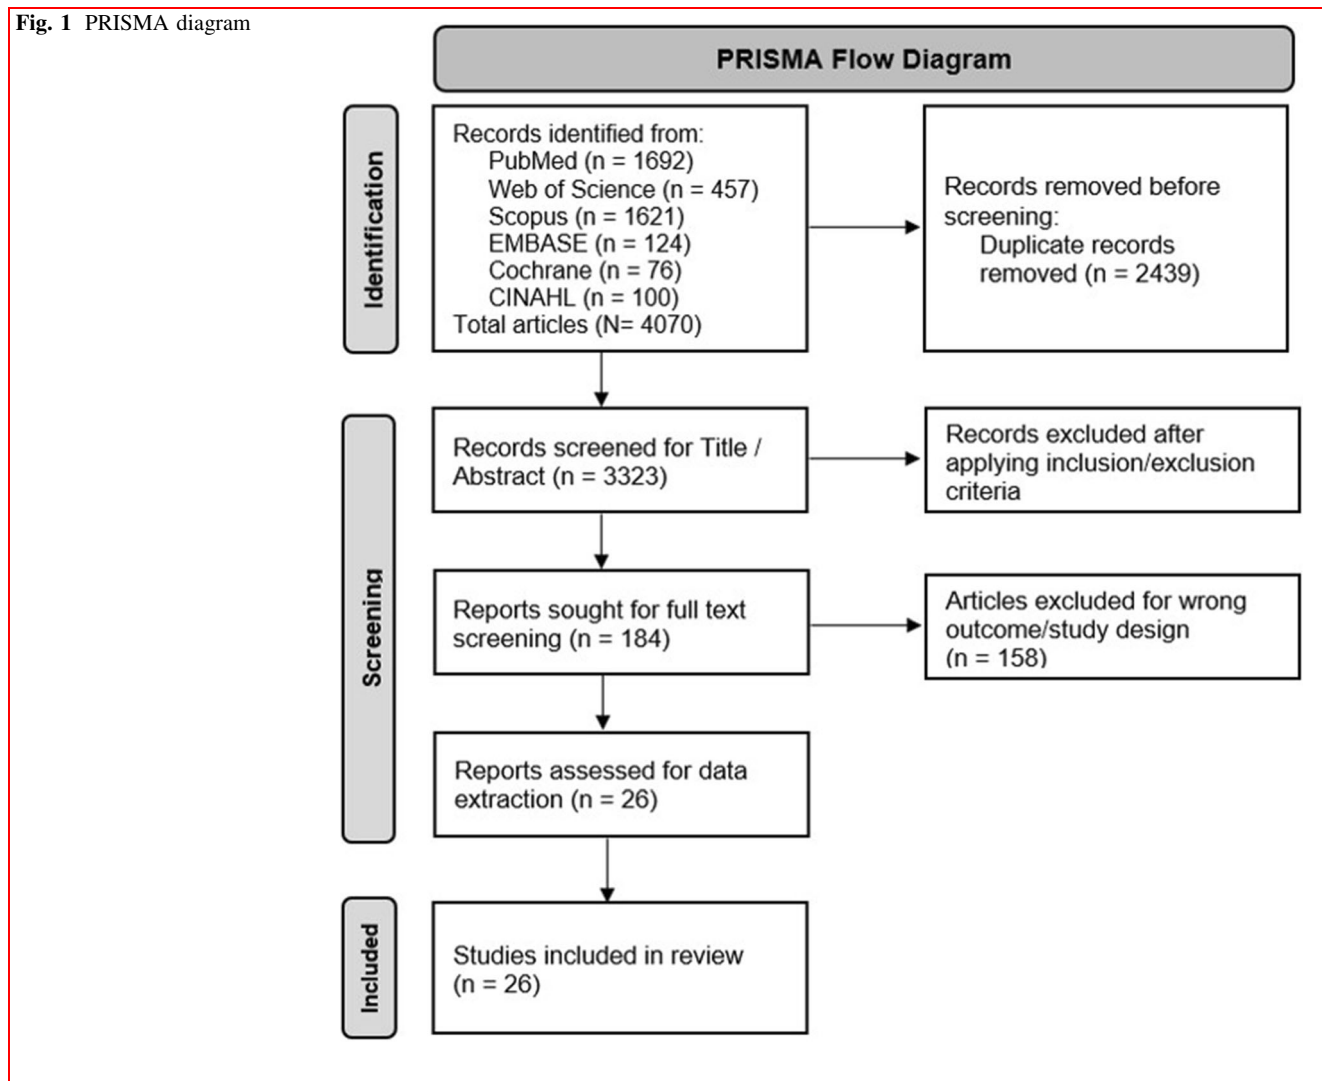 Fig. 1 PRISMA diagram
PRISMA Flow Diagram
Identification
Records identified from:
PubMed (n = 1692)
Web of Science (n = 457)
Scopus (n = 1621)
EMBASE (n = 124)
Cochrane (n = 76)
CINAHL (n = 100)
Total articles (N= 4070)
Records removed before
screening:
Duplicate records
removed (n = 2439)
Screening
Records screened for Title /
Abstract (n = 3323)
Records excluded after
applying inclusion/exclusion
criteria
Reports sought for full text
screening (n = 184)
Articles excluded for wrong
outcome/study design
(n = 158)
Reports assessed for data
extraction (n = 26)
Included
Studies included in review
(n = 26)